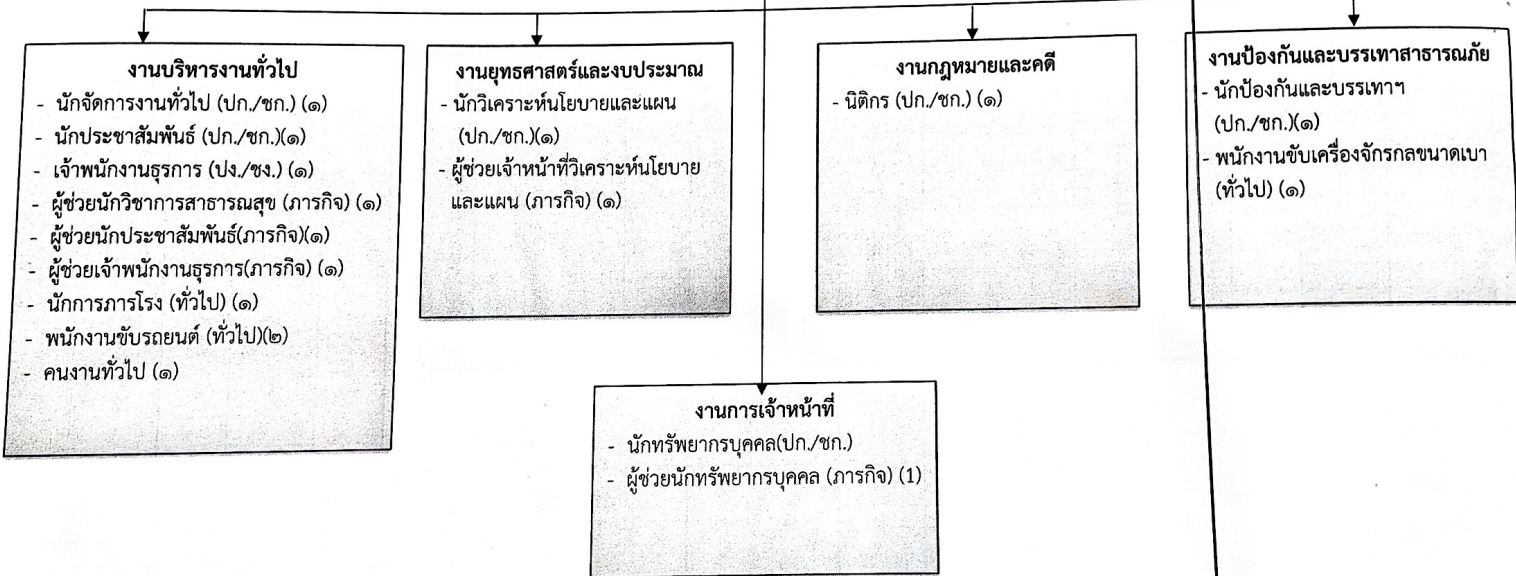 งานบริหารงานทั่วไป
- นักจัดการงานทั่วไป (ปก./ชก.) (๑)
- นักประชาสัมพันธ์ (ปก./ชก.)(๑)
- เจ้าพนักงานธุรการ (ปง./ชง.) (๑)
- ผู้ช่วยนักวิชาการสาธารณสุข (ภารกิจ) (๑)
- ผู้ช่วยนักประชาสัมพันธ์(ภารกิจ)(๑)
- ผู้ช่วยเจ้าพนักงานธุรการ(ภารกิจ) (๑)
- นักการภารโรง (ทั่วไป) (๑)
- พนักงานขับรถยนต์ (ทั่วไป)(๒)
- คนงานทั่วไป (๑)
งานยุทธศาสตร์และงบประมาณ
- นักวิเคราะห์นโยบายและแผน
(ปก./ชก.)(๑)
- ผู้ช่วยเจ้าหน้าที่วิเคราะห์นโยบาย
และแผน (ภารกิจ) (๑)
งานกฎหมายและคดี
- นิติกร (ปก./ชก.) (๑)
งานป้องกันและบรรเทาสาธารณภัย
- นักป้องกันและบรรเทาฯ
(ปก./ชก.)(๑)
- พนักงานขับเครื่องจักรกลขนาดเบา
(ทั่วไป) (๑)
งานการเจ้าหน้าที่
- นักทรัพยากรบุคคล(ปก./ชก.)
- ผู้ช่วยนักทรัพยากรบุคคล (ภารกิจ) (1)